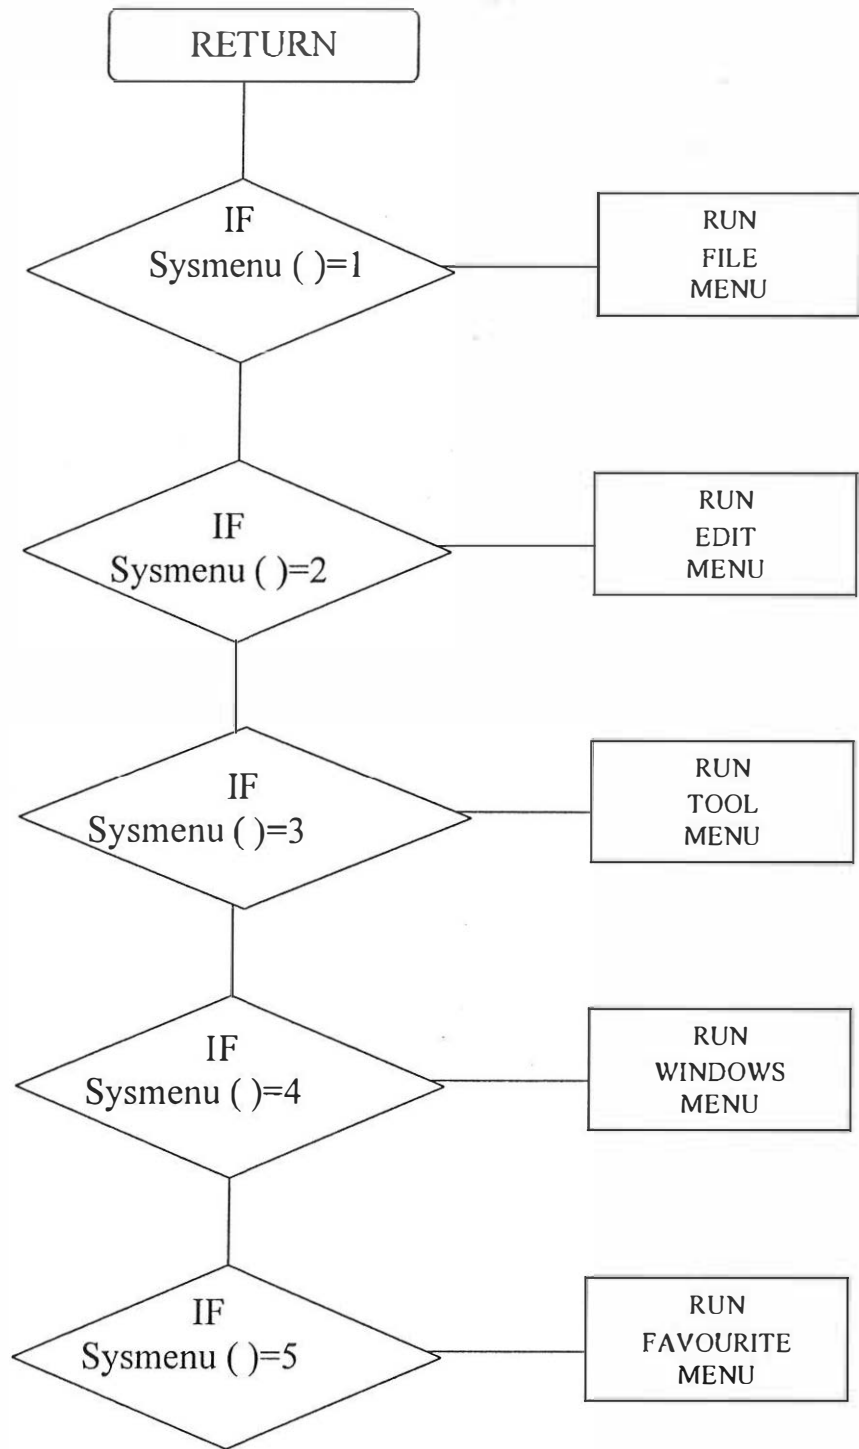 RETURN
IF
Sysmenu ( )=1
RUN
FILE
MENU
IF
Sysmenu ( )=2
RUN
EDIT
MENU
IF
Sysmenu ( )=3
RUN
TOOL
MENU
IF
Sysmenu ( )=4
RUN
WINDOWS
MENU
IF
Sysmenu ( )=5
RUN
FAVOURITE
MENU